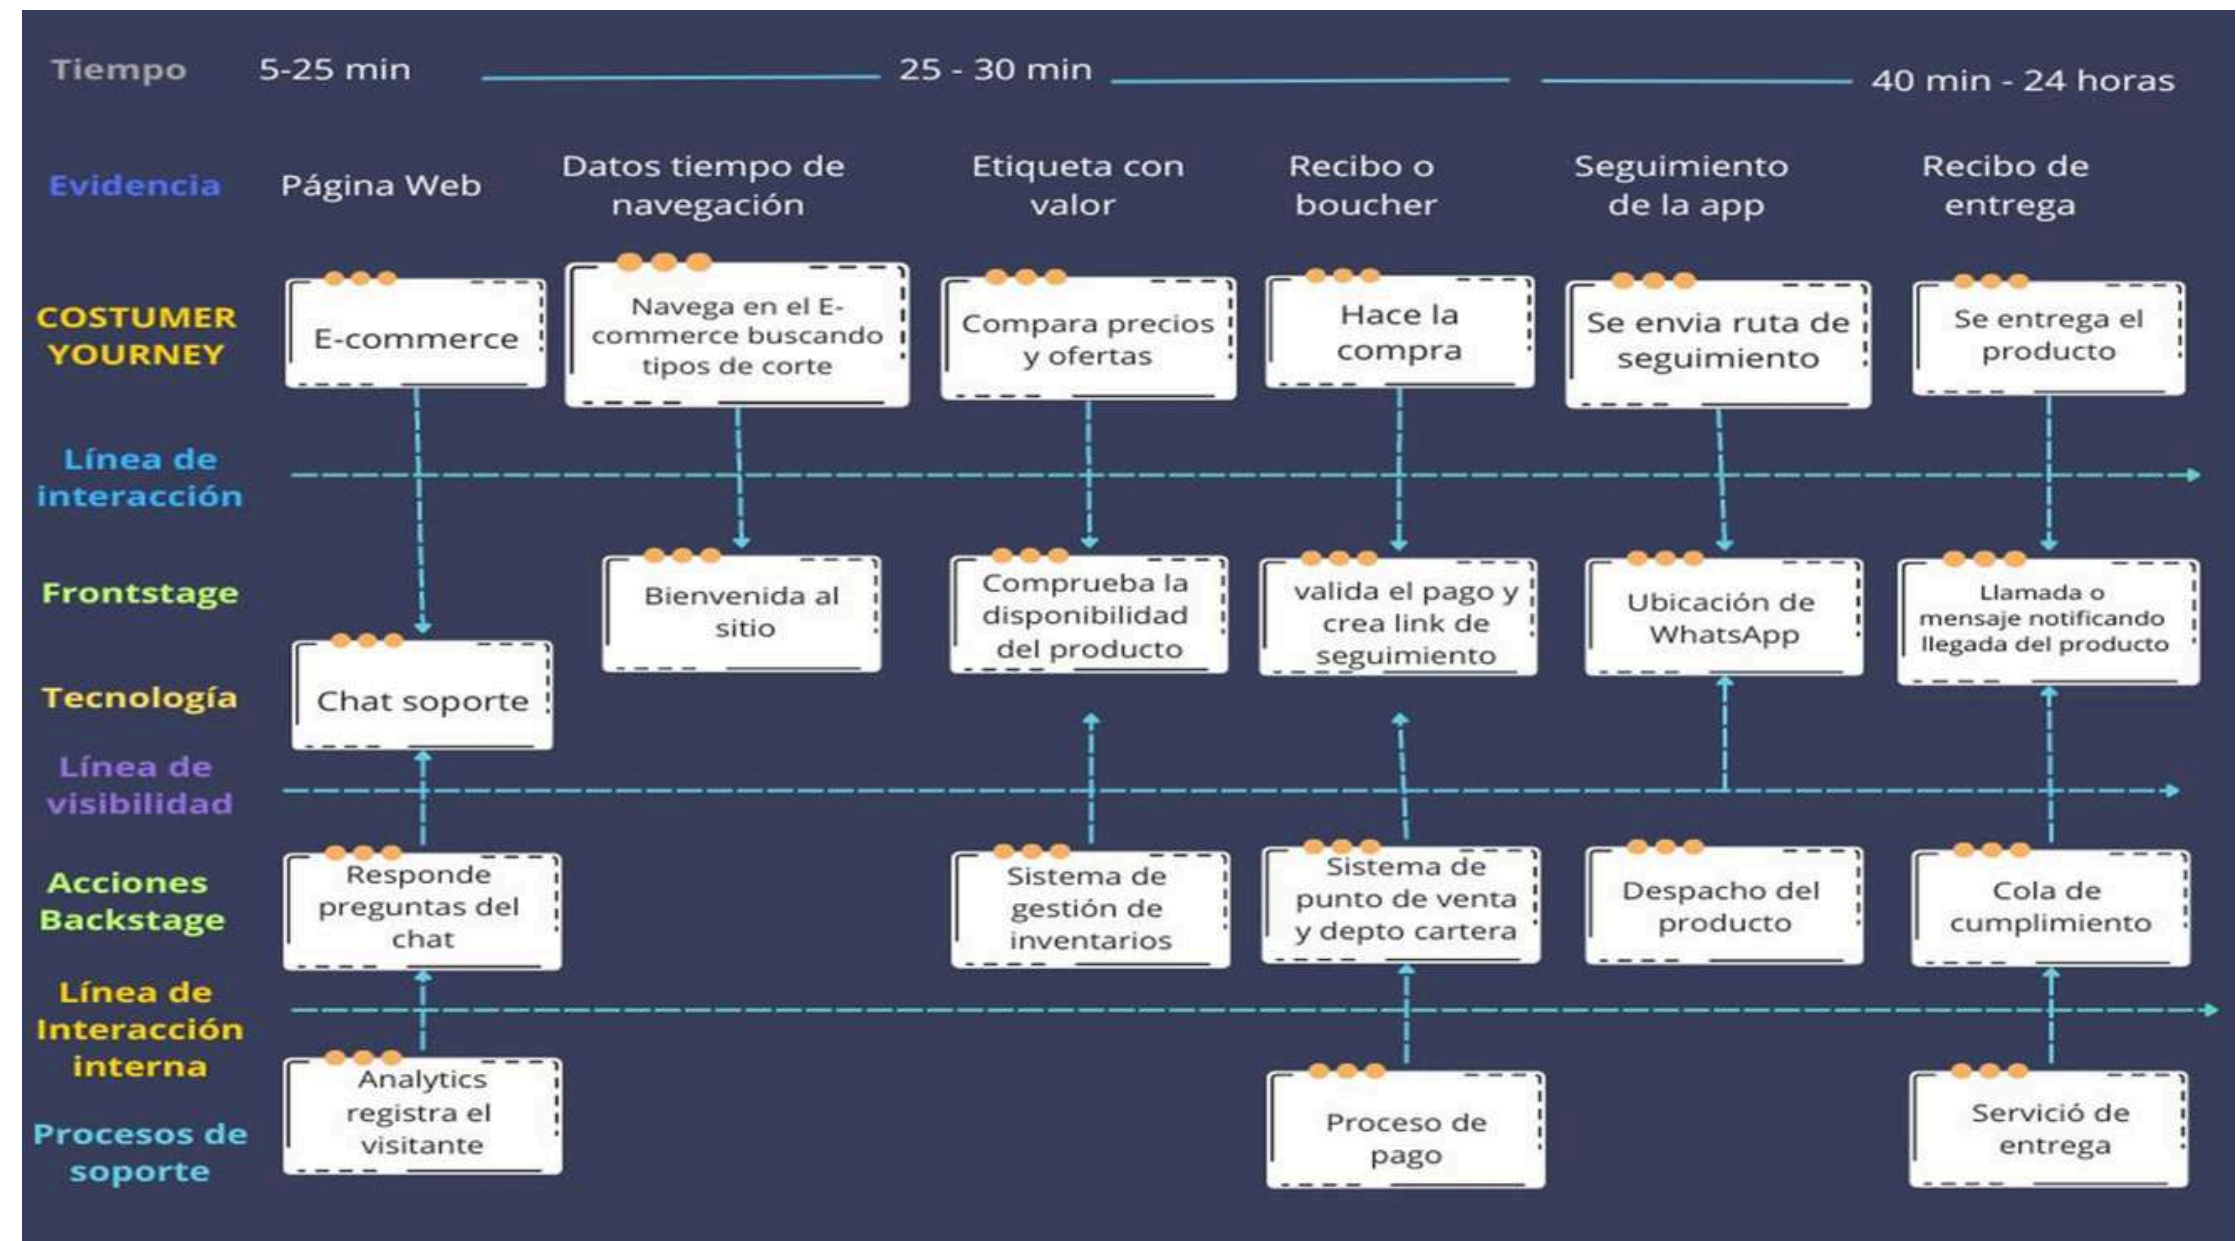 Tiempo
5-25 min
25 - 30 min
40 min - 24 horas
Evidencia
Página Web
Datos tiempo de
navegación
Etiqueta con
valor
Recibo o
boucher
Seguimiento
de la app
Recibo de
entrega
COSTUMER
YOURNEY
E-commerce
Navega en el E-
commerce buscando
tipos de corte
Compara precios
y ofertas
Hace la
compra
Se envia ruta de
seguimiento
Se entrega el
producto
Línea de
interacción
Frontstage
Bienvenida al
sitio
Comprueba la
disponibilidad
del producto
valida el pago y
crea link de
seguimiento
Ubicación de
WhatsApp
Llamada o
mensaje notificando
llegada del producto
Tecnología
Chat soporte
Línea de
visibilidad
Acciones
Backstage
Responde
preguntas del
chat
Sistema de
gestión de
inventarios
Sistema de
punto de venta
y depto cartera
Despacho del
producto
Cola de
cumplimiento
Línea de
Interacción
interna
Procesos de
soporte
Analytics
registra el
visitante
Proceso de
pago
Servició de
entrega